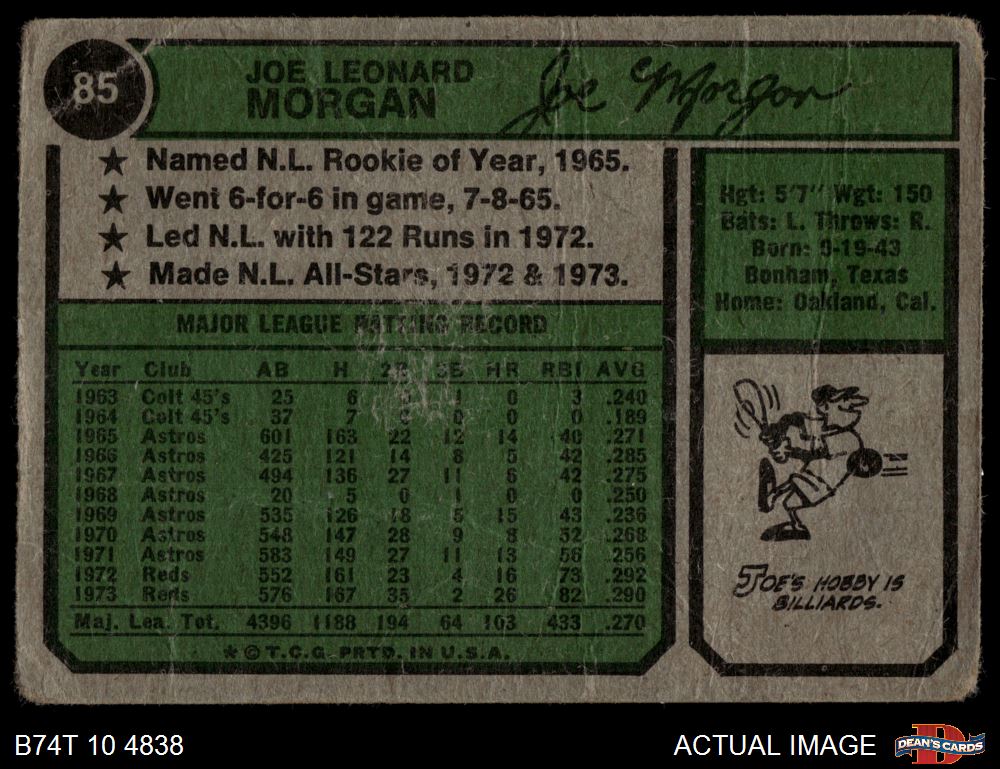 85
JOE LEONARD
MORGAN
Joe Morgan
★ Named N.L. Rookie of Year, 1965.
★ Went 6-for-6 in game, 7-8-65.
★ Led N.L. with 122 Runs in 1972.
★ Made N.L. All-Stars, 1972 & 1973.
Hgt: 5'7" Wgt: 150
Bats: L. Throws: R.
Born: 9-19-43
Bonham, Texas
Home: Oakland, Cal.
MAJOR LEAGUE BATTING RECORD
Year Club AB H 2B 3B HR RBI AVG
1963 Colt 45's 25 6 1 0 3 .240
1964 Colt 45's 37 7 0 0 0 .189
1965 Astros 601 163 22 12 14 40 .271
1966 Astros 425 121 14 8 5 42 .285
1967 Astros 494 136 27 11 6 42 .275
1968 Astros 20 5 0 1 0 0 .250
1969 Astros 535 126 18 5 15 43 .236
1970 Astros 548 147 28 9 8 52 .268
1971 Astros 583 149 27 11 13 56 .256
1972 Reds 552 161 23 4 16 73 .292
1973 Reds 576 167 35 2 26 82 .290
Maj. Lea. Tot. 4396 1188 194 64 103 433 .270
★ © T.C.G. PRTD. IN U.S.A.
JOE'S HOBBY IS
BILLIARDS.
B74T 10 4838
ACTUAL IMAGE
DEAN'S CARDS